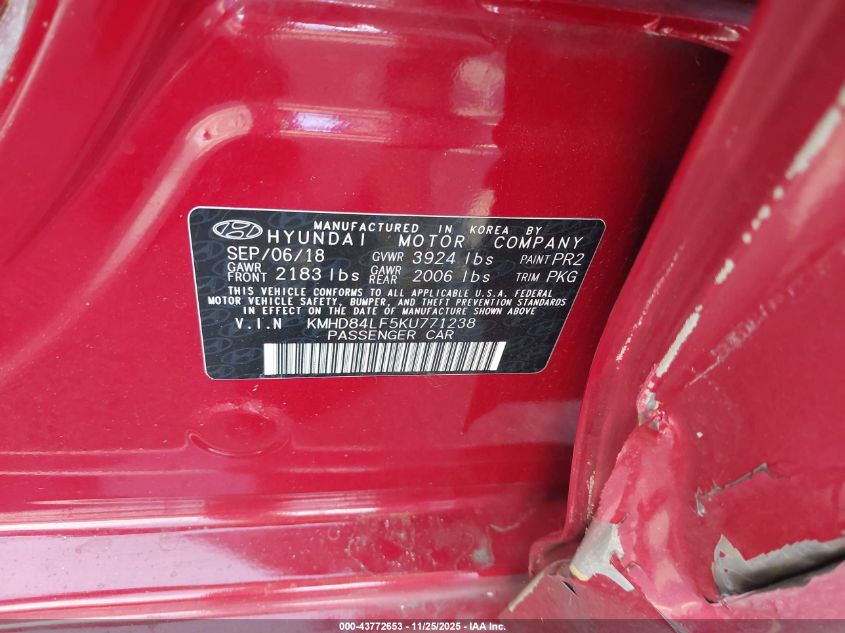 MANUFACTURED IN KOREA BY
HYUNDAI MOTOR COMPANY
SEP/06/18 GVWR 3924 lbs PAINT PR2
GAWR FRONT 2183 lbs GAWR REAR 2006 lbs TRIM PKG
THIS VEHICLE CONFORMS TO ALL APPLICABLE U.S.A. FEDERAL
MOTOR VEHICLE SAFETY, BUMPER, AND THEFT PREVENTION STANDARDS
IN EFFECT ON THE DATE OF MANUFACTURE SHOWN ABOVE
V.I.N KMHD84LF5KU771238
PASSENGER CAR
000-43772653 - 11/25/2025 - IAA Inc.